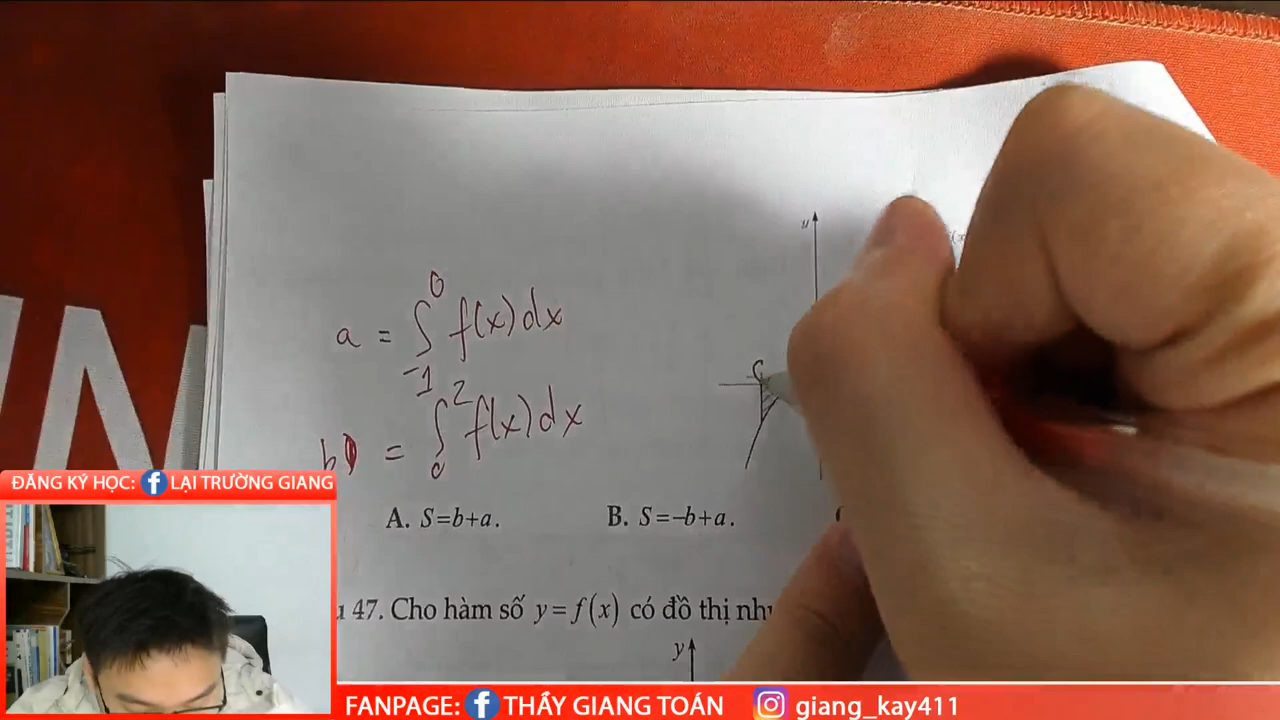 y
a = ∫₋₁⁰ f(x)dx
b = ∫₀² f(x)dx
A. S=b+a.
B. S=–b+a.
47. Cho hàm số y=f(x) có đồ thị
y
ĐĂNG KÝ HỌC: LẠI TRƯỜNG GIANG
FANPAGE: THẦY GIANG TOÁN giang_kay411